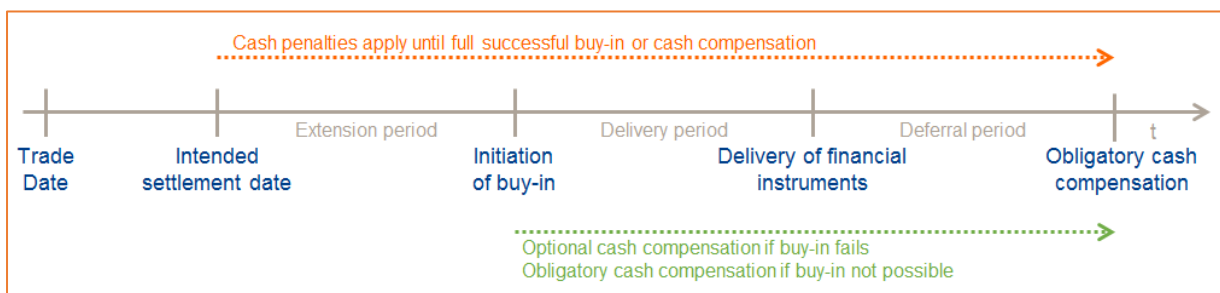 Cash penalties apply until full successful buy-in or cash compensation
Extension period
Delivery period
Deferral period
t
Trade
Date
Intended
settlement date
Initiation
of buy-in
Delivery of financial
instruments
Obligatory cash
compensation
Optional cash compensation if buy-in fails
Obligatory cash compensation if buy-in not possible